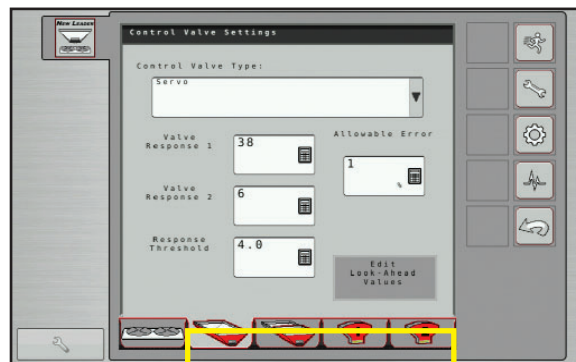 New Leader
Control Valve Settings
Control Valve Type:
Servo
Valve
Response 1
38
Allowable Error
1
%
Valve
Response 2
6
Response
Threshold
4.0
Edit
Look-Ahead
Values